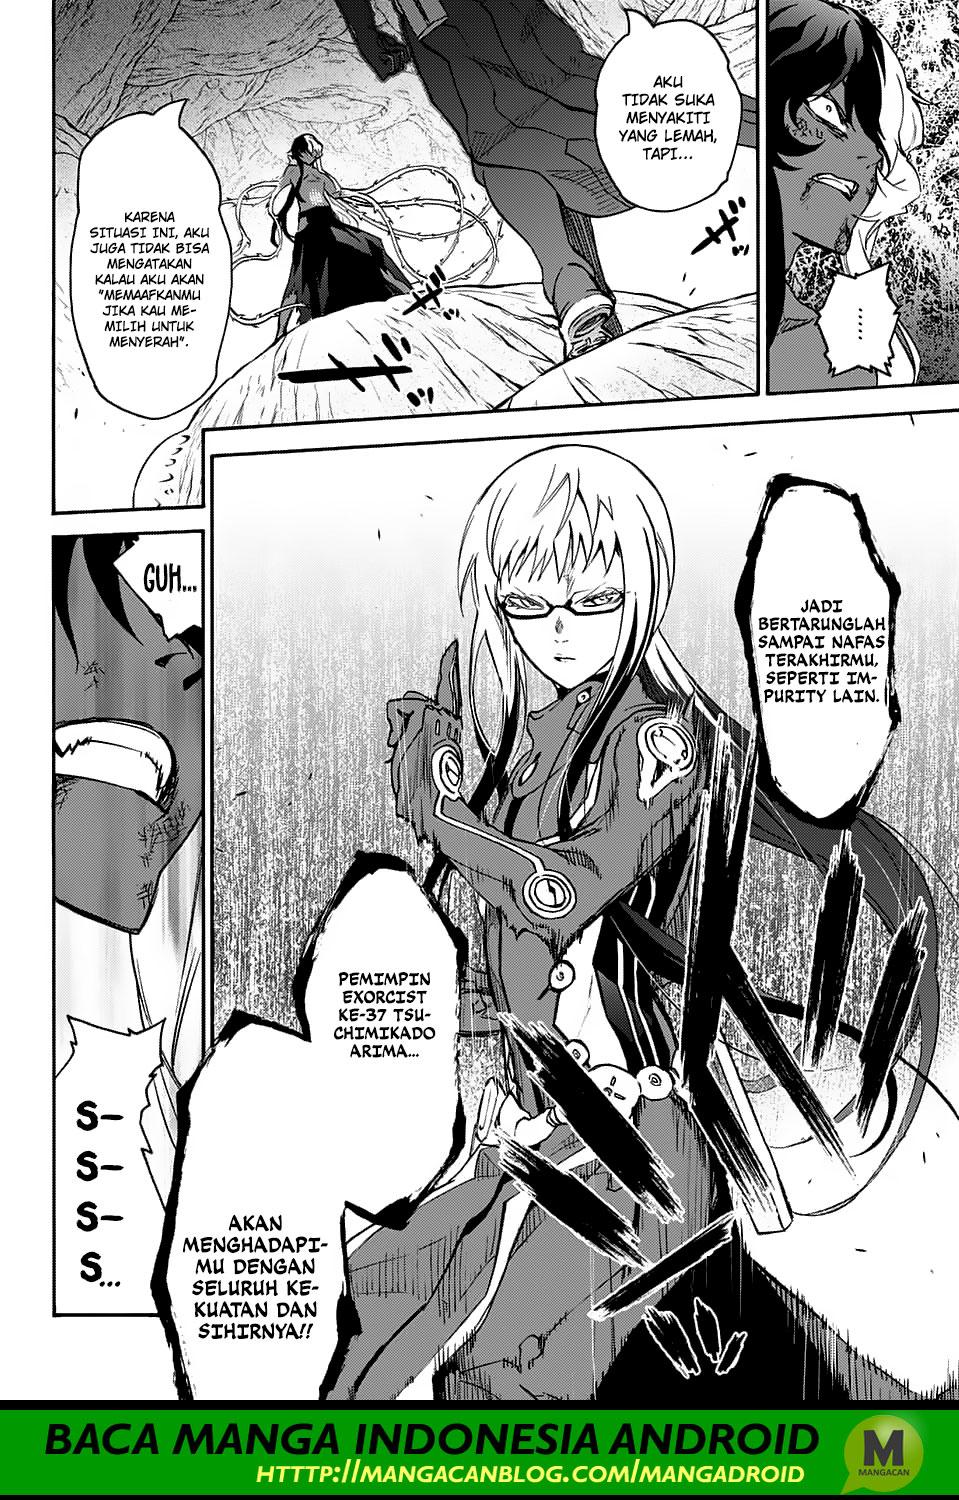 AKU
TIDAK SUKA
MENYAKITI
YANG LEMAH,
TAPI...
......
KARENA
SITUASI INI, AKU
JUGA TIDAK BISA
MENGATAKAN
KALAU AKU AKAN
"MEMAAFKANMU
JIKA KAU ME-
MILIH UNTUK
MENYERAH".
JADI
BERTARUNGLAH
SAMPAI NAFAS
TERAKHIRMU,
SEPERTI IM-
PURITY LAIN.
GUH...
PEMIMPIN
EXORCIST
KE-37 TSU-
CHIMIKADO
ARIMA...
AKAN
MENGHADAPI-
MU DENGAN
SELURUH KE-
KUATAN DAN
SIHIRNYA!!
S-
S-
S-
S...
BACA MANGA INDONESIA ANDROID
HTTTP://MANGACANBLOG.COM/MANGADROID
M
MANGACAN